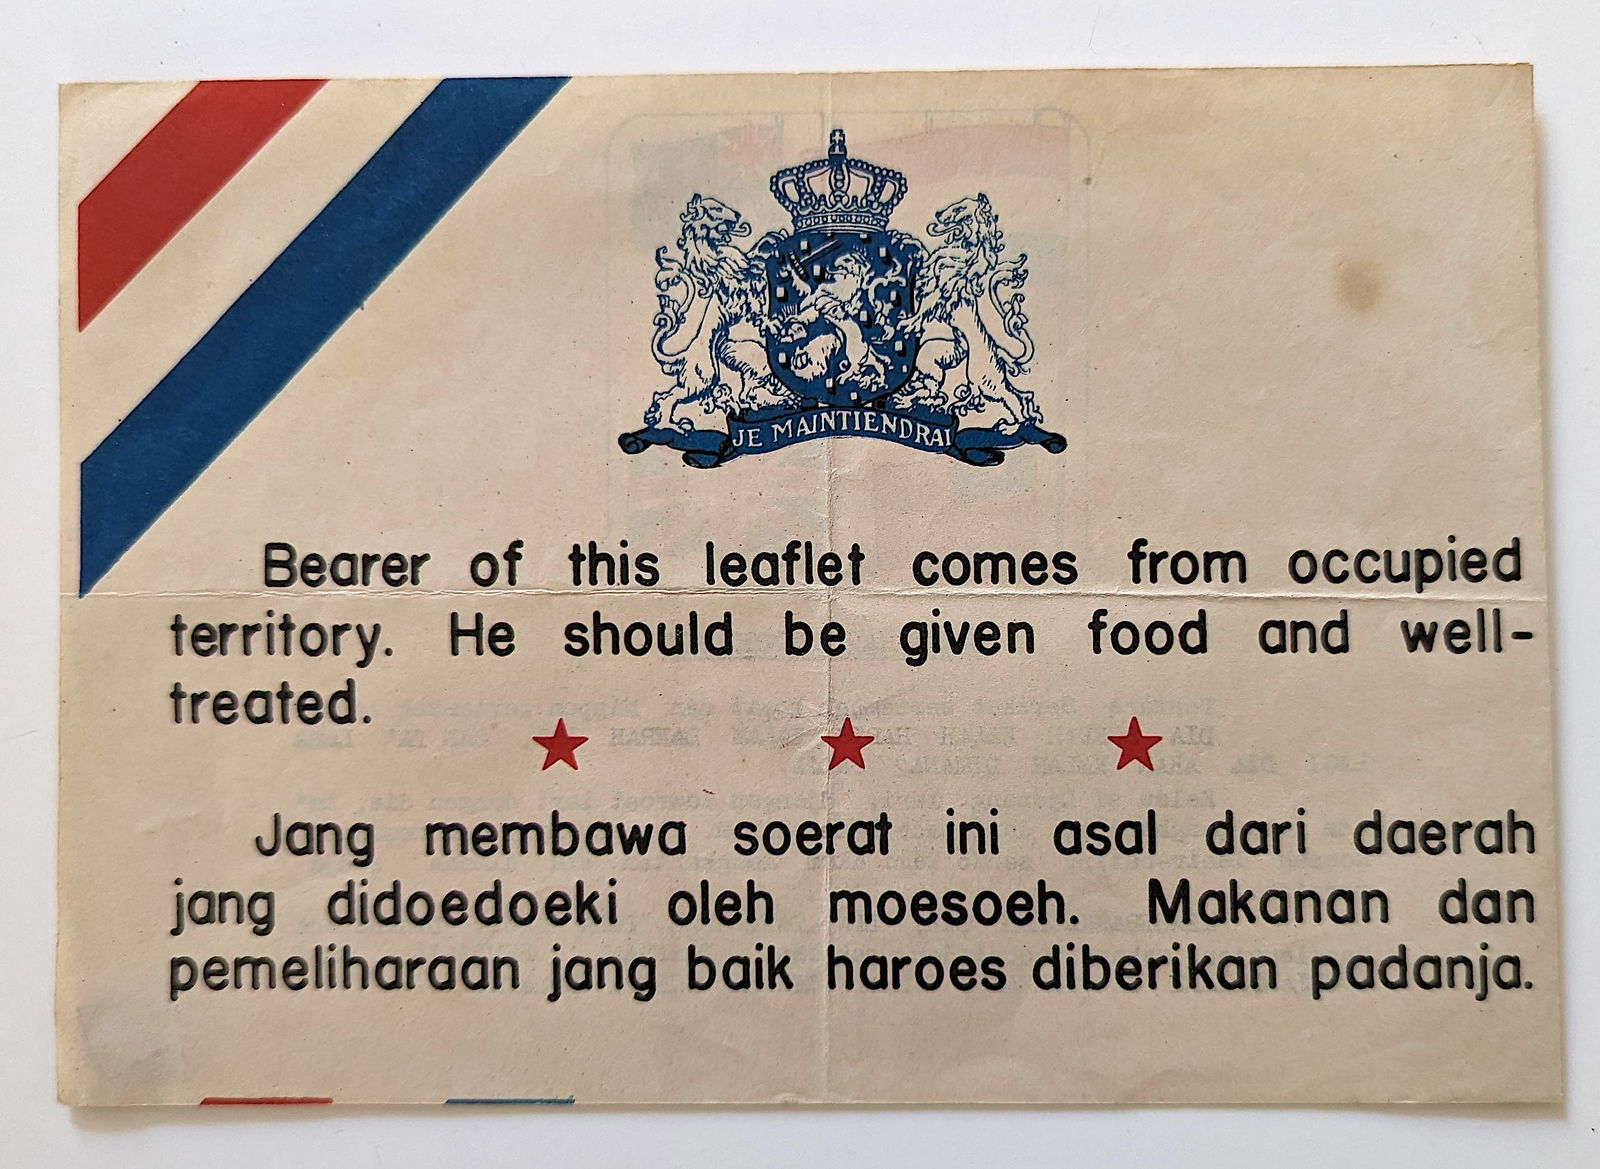 JE MAINTIENDRAI
Bearer of this leaflet comes from occupied
territory. He should be given food and well-
treated.
Jang membawa soerat ini asal dari daerah
jang didoedoeki oleh moesoeh. Makanan dan
pemeliharaan jang baik haroes diberikan padanja.